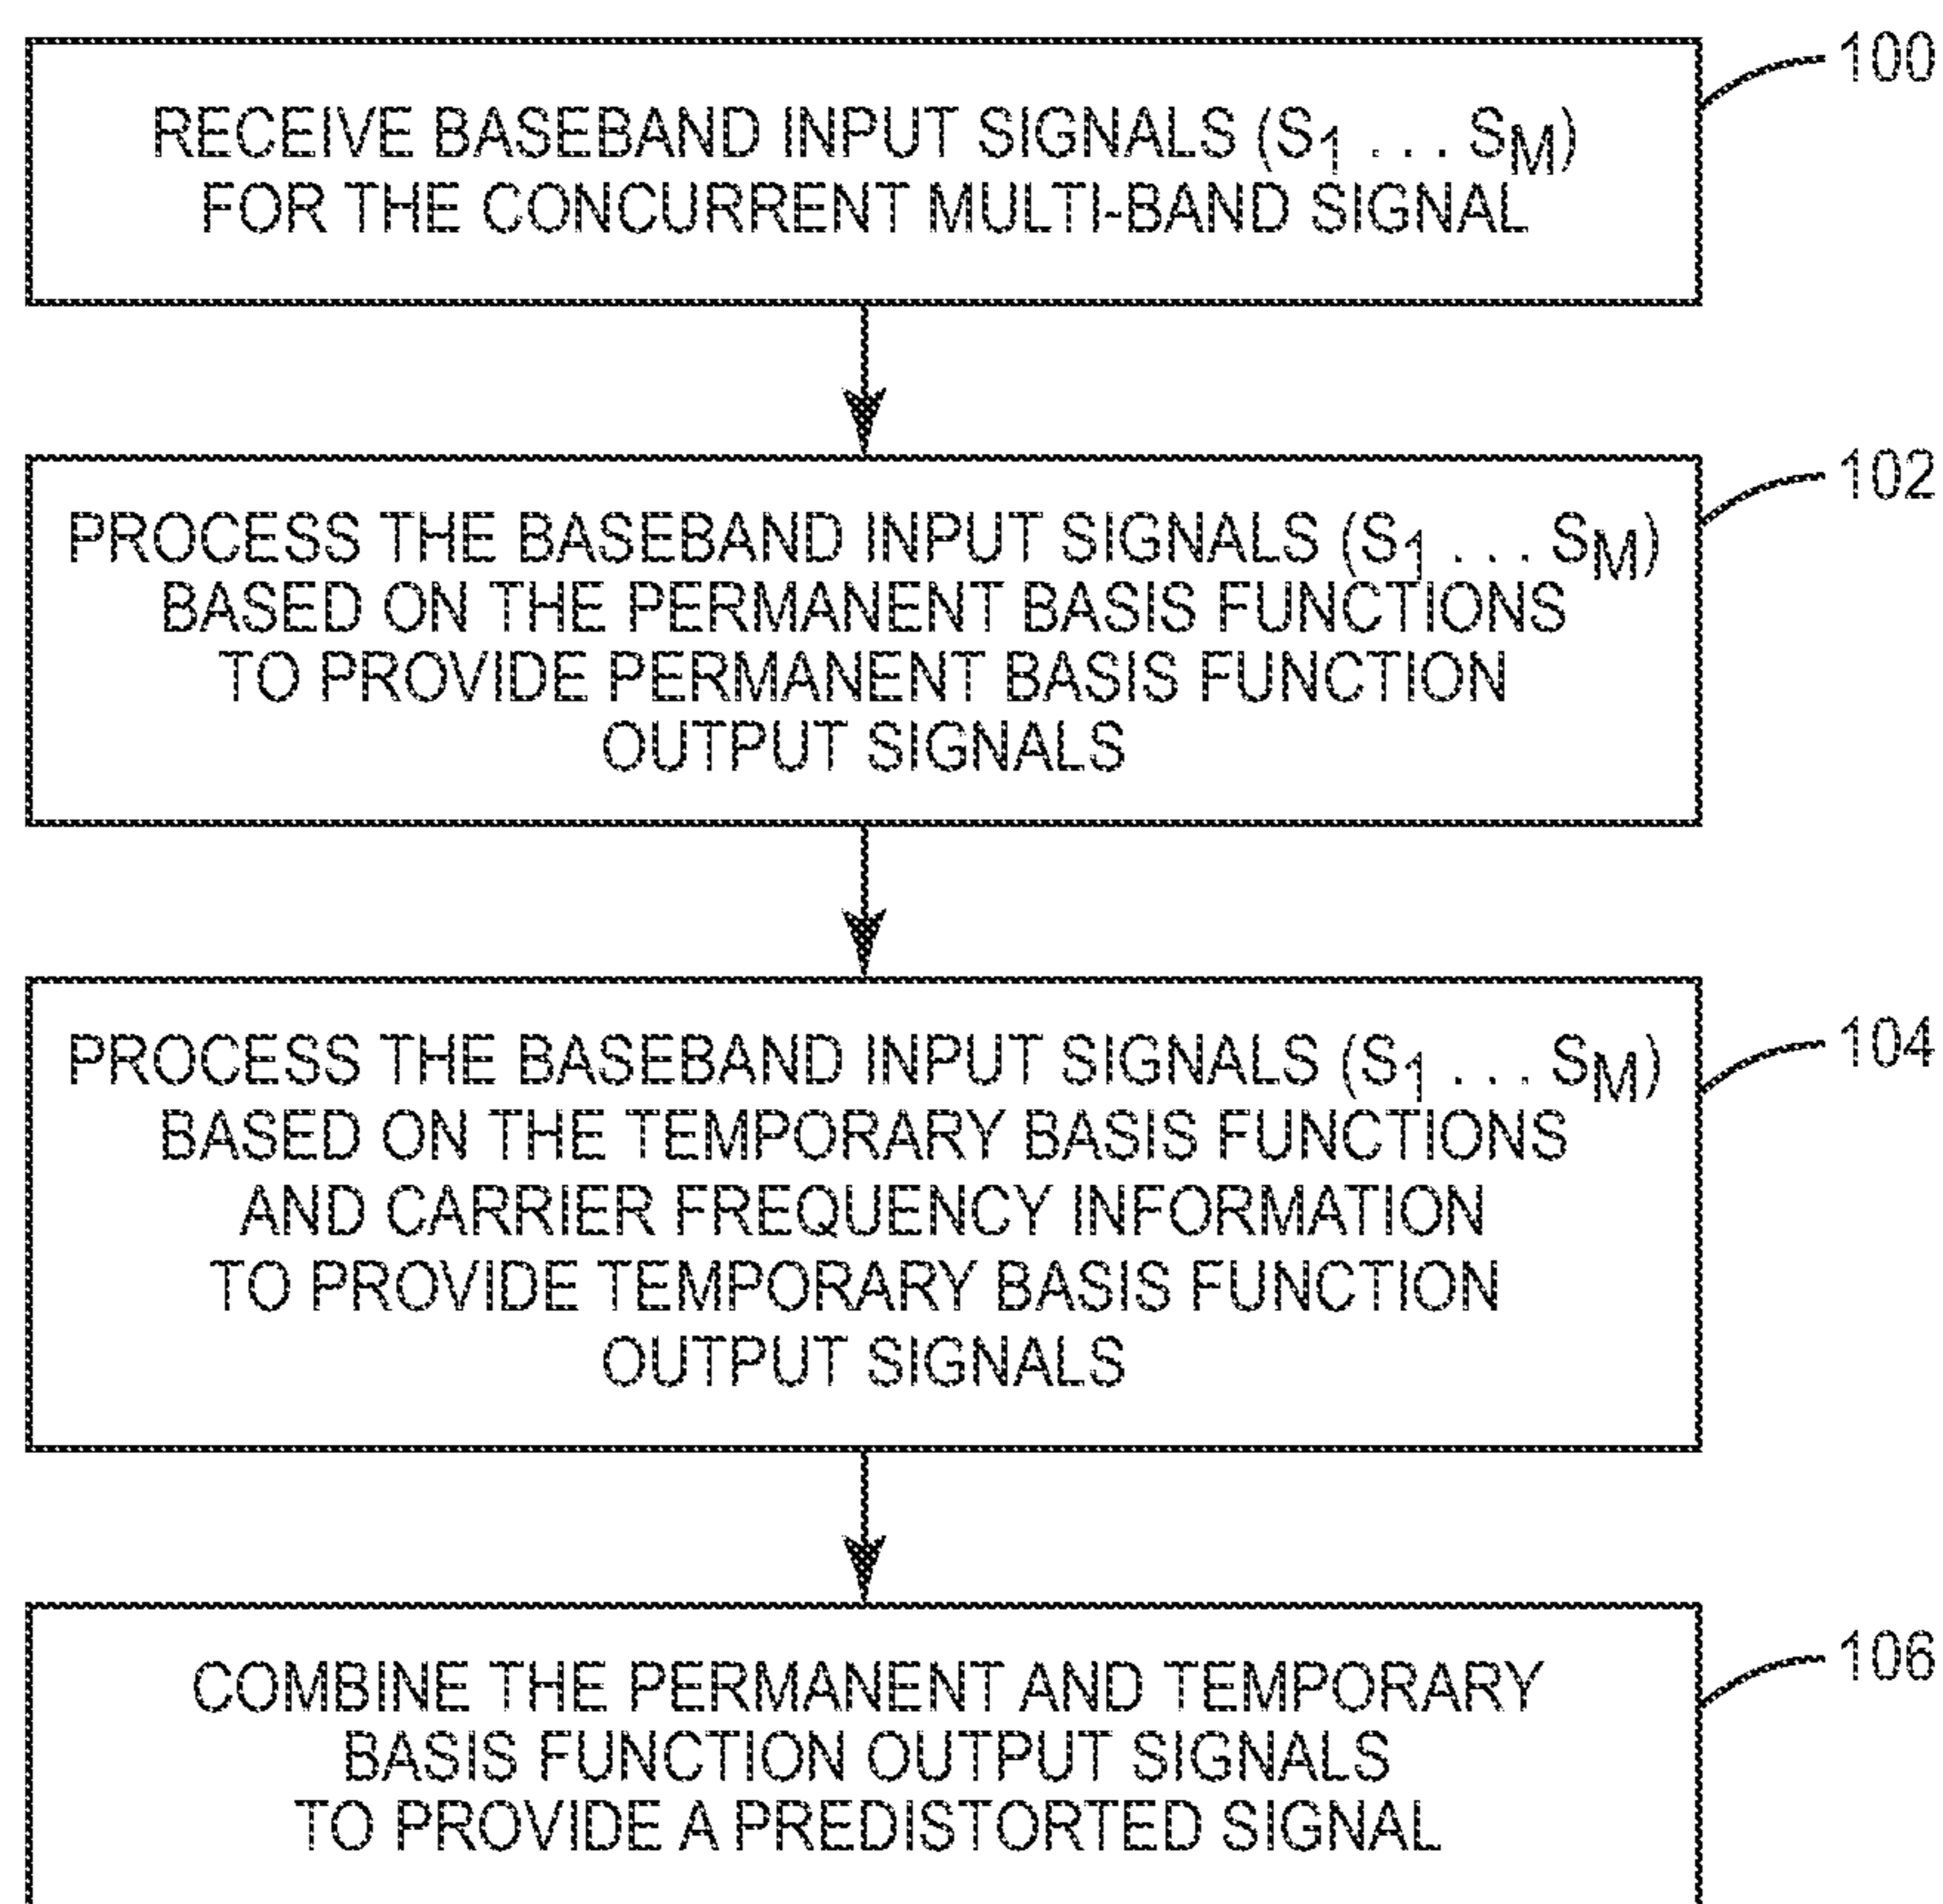 100
RECEIVE BASEBAND INPUT SIGNALS (S1 . . . SM)
FOR THE CONCURRENT MULTI-BAND SIGNAL
102
PROCESS THE BASEBAND INPUT SIGNALS (S1 . . . SM)
BASED ON THE PERMANENT BASIS FUNCTIONS
TO PROVIDE PERMANENT BASIS FUNCTION
OUTPUT SIGNALS
104
PROCESS THE BASEBAND INPUT SIGNALS (S1 . . . SM)
BASED ON THE TEMPORARY BASIS FUNCTIONS
AND CARRIER FREQUENCY INFORMATION
TO PROVIDE TEMPORARY BASIS FUNCTION
OUTPUT SIGNALS
106
COMBINE THE PERMANENT AND TEMPORARY
BASIS FUNCTION OUTPUT SIGNALS
TO PROVIDE A PREDISTORTED SIGNAL